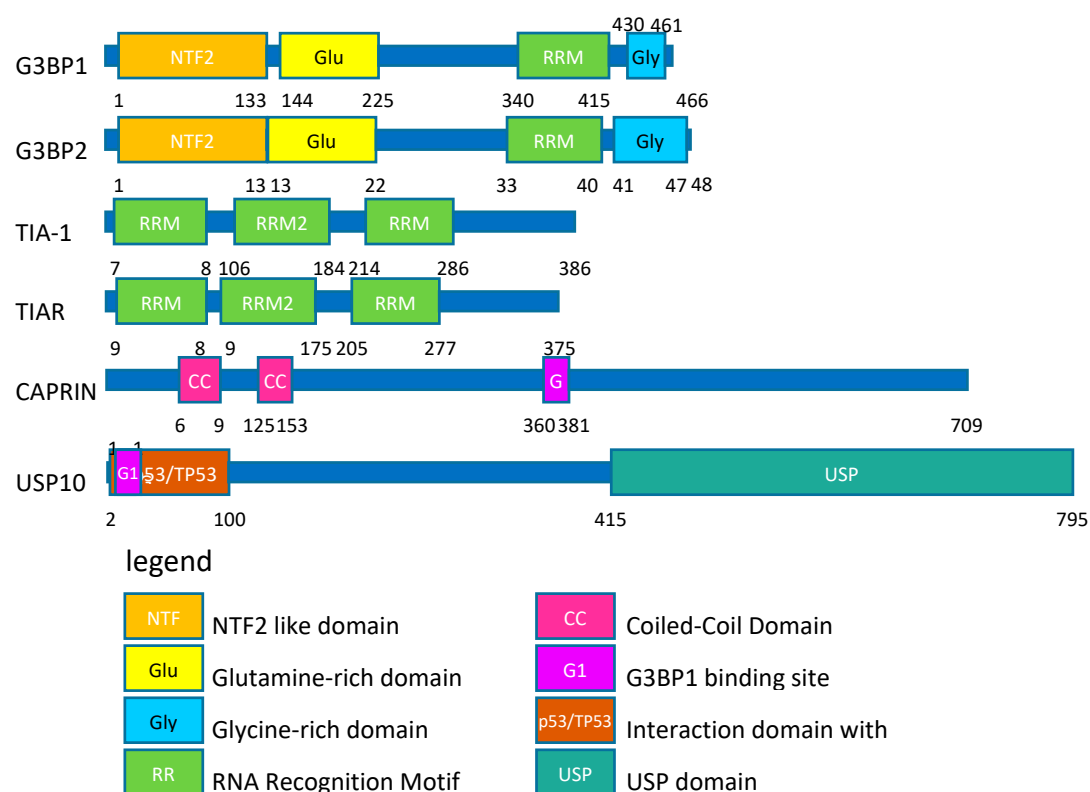 430 461
G3BP1 NTF2 Glu RRM Gly
1 133 144 225 340 415 466
G3BP2 NTF2 Glu RRM Gly
1 13 13 22 33 40 41 47 48
TIA-1 RRM RRM2 RRM
7 8 106 184 214 286 386
TIAR RRM RRM2 RRM
9 8 9 175 205 277 375
CAPRIN CC CC G
6 9 125 153 360 381 709
1 1
USP10 G1 53/TP53 USP
2 100 415 795
legend
NTF NTF2 like domain
Glu Glutamine-rich domain
Gly Glycine-rich domain
RR RNA Recognition Motif
CC Coiled-Coil Domain
G1 G3BP1 binding site
p53/TP53 Interaction domain with
USP USP domain